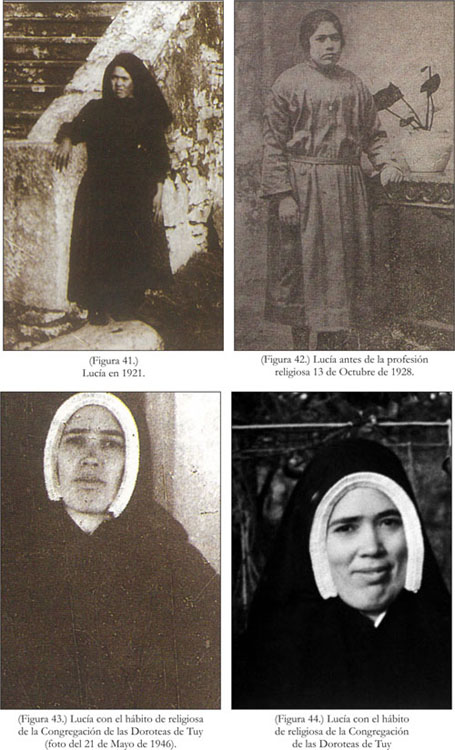 (Figura 41.)
Lucía en 1921.
(Figura 42.) Lucía antes de la profesión
religiosa 13 de Octubre de 1928.
(Figura 43.) Lucía con el hábito de religiosa
de la Congregación de las Doroteas de Tuy
(foto del 21 de Mayo de 1946).
(Figura 44.) Lucía con el hábito
de religiosa de la Congregación
de las Doroteas de Tuy